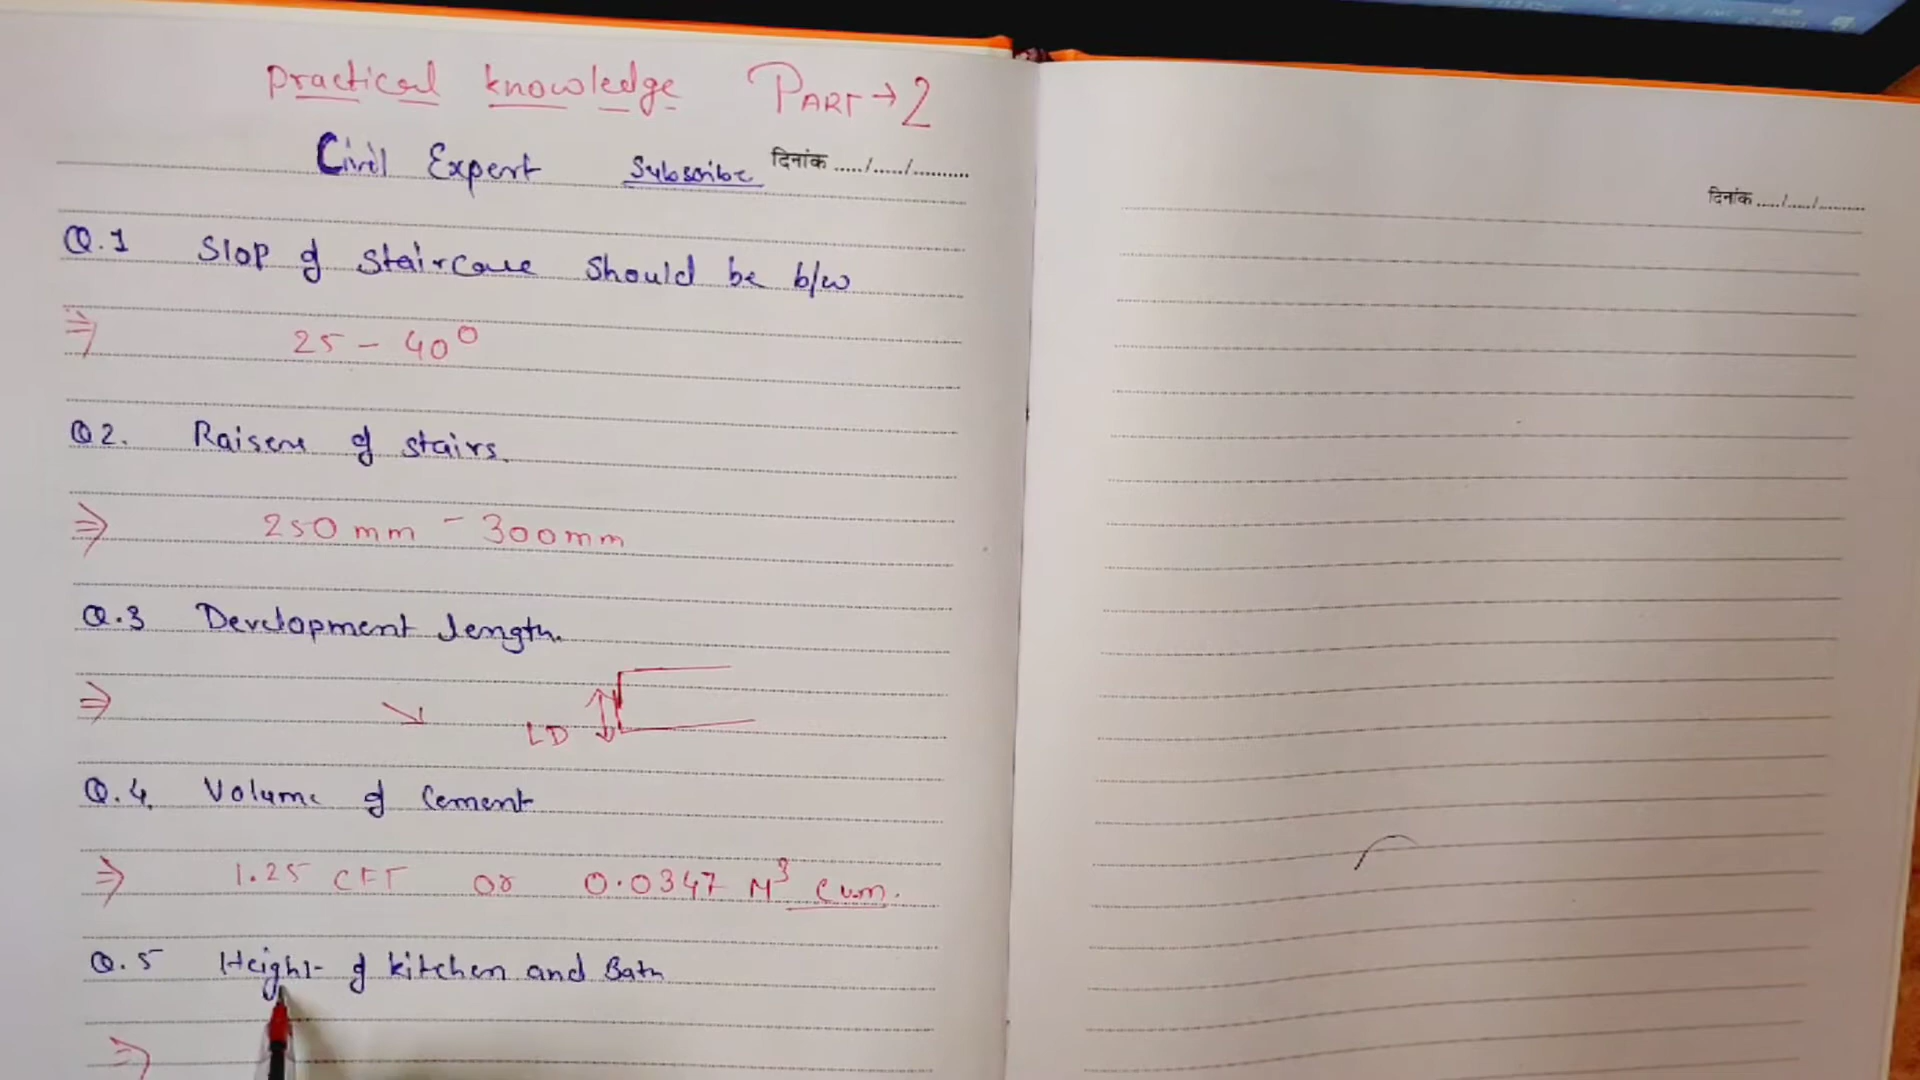 Practical knowledge PART → 2
Civil Expert Subscribe दिनांक ...../...../..........
दिनांक ...../...../..........
Q.1 Slop of Staircase Should be b/w
⇒ 25 - 40°
Q2. Raisers of stairs.
⇒ 250 mm - 300 mm
Q.3 Development length.
⇒ LD
Q.4. Volume of Cement
⇒ 1.25 CFT or 0.0347 M³ Cum.
Q.5 Height of kitchen and Bath
⇒